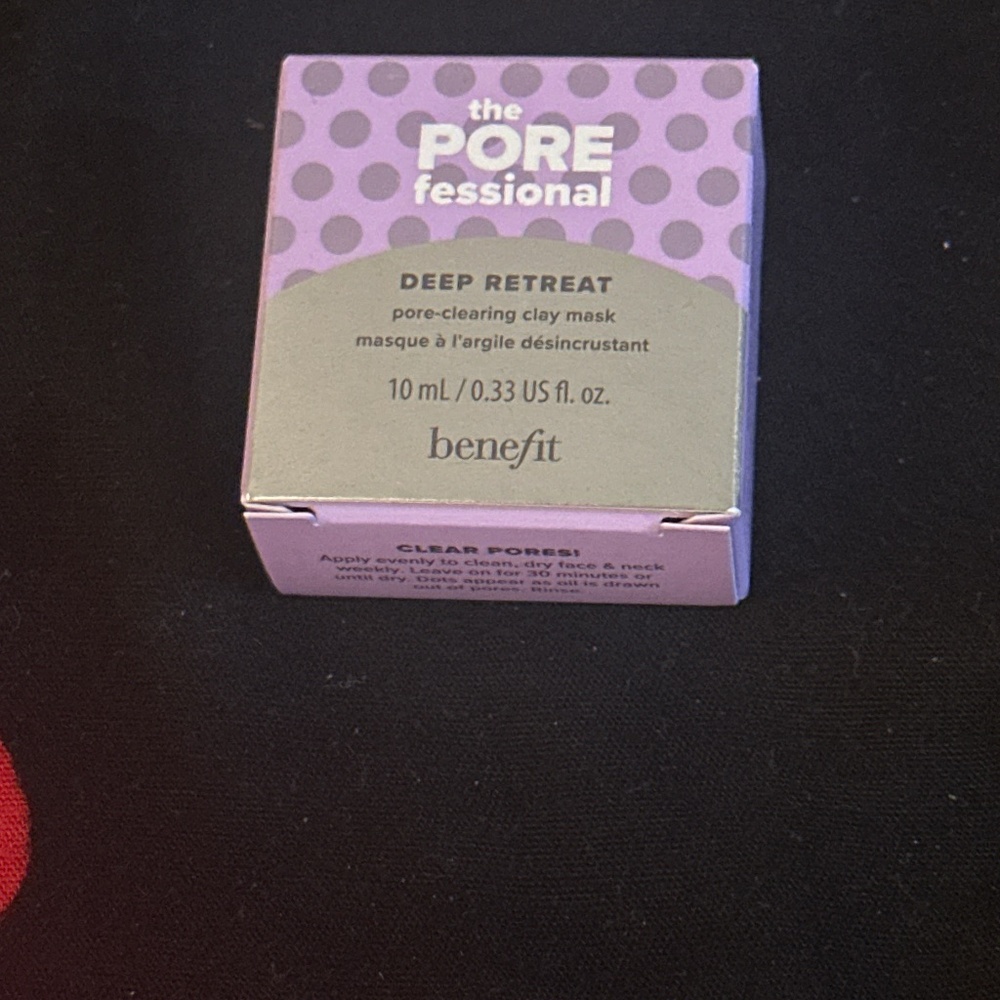 the
PORE
fessional
DEEP RETREAT
pore-clearing clay mask
masque à l'argile désincrustant
10 mL / 0.33 US fl. oz.
benefit
CLEAR PORES!
Apply evenly to clean, dry face & neck
weekly. Leave on for 30 minutes or
until dry. Dots appear as oil is drawn
out of pores. Rinse.